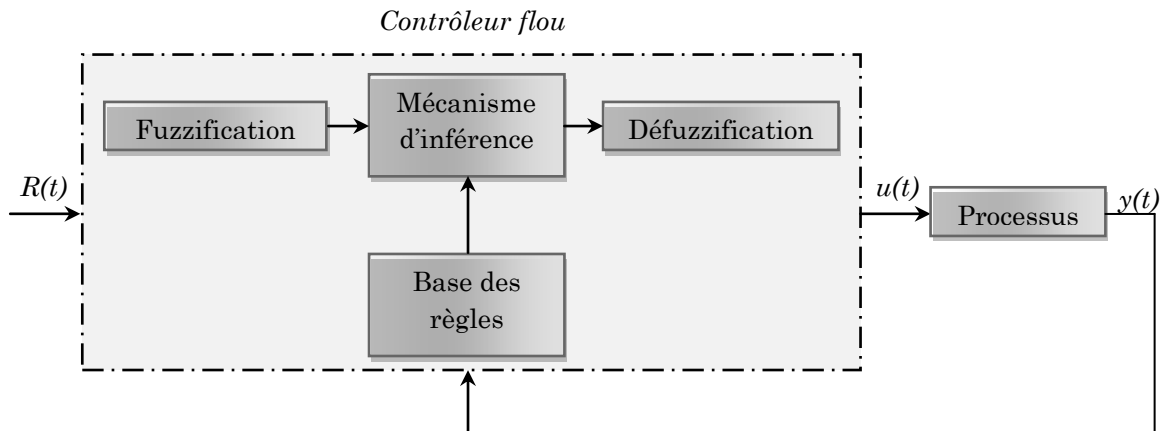 Contrôleur flou
Fuzzification
Mécanisme
d'inférence
Défuzzification
R(t)
u(t)
Processus
y(t)
Base des
règles